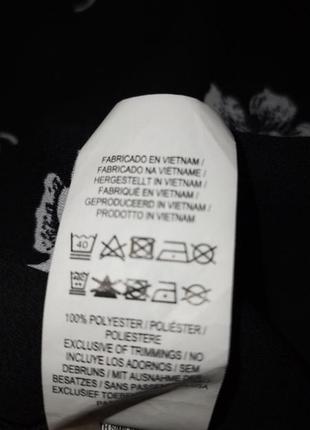 FABRICADO EN VIETNAM /
FABRICADO NA VIETNAME /
HERGESTELLT IN VIETNAM /
FABRIQUÉ EN VIETNAM /
GEPRODUCEERD IN VIETNAM /
PRODOTTO IN VIETNAM
40
100% POLYESTER / POLIÉSTER /
POLIESTERE
EXCLUSIVE OF TRIMMINGS / NO
INCLUYE LOS ADORNOS / SEM
DEBRUNS / MIT AUSNAHME DES
BESATZES / SANS
EXCLUSIEF